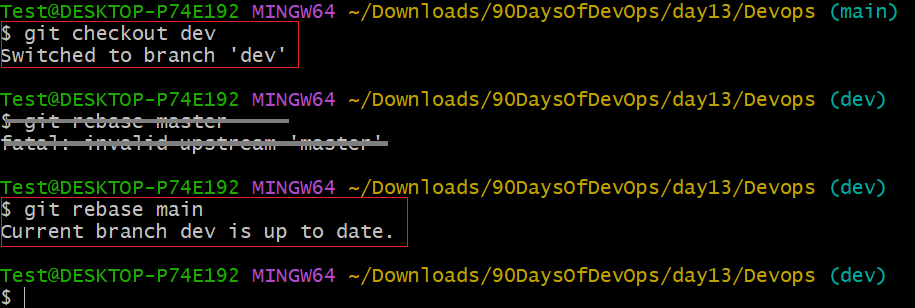 Test@DESKTOP-P74E192 MINGW64 ~/Downloads/90DaysOfDevOps/day13/Devops (main)
$ git checkout dev
Switched to branch 'dev'
Test@DESKTOP-P74E192 MINGW64 ~/Downloads/90DaysOfDevOps/day13/Devops (dev)
$ git rebase master
fatal: invalid upstream 'master'
Test@DESKTOP-P74E192 MINGW64 ~/Downloads/90DaysOfDevOps/day13/Devops (dev)
$ git rebase main
Current branch dev is up to date.
Test@DESKTOP-P74E192 MINGW64 ~/Downloads/90DaysOfDevOps/day13/Devops (dev)
$